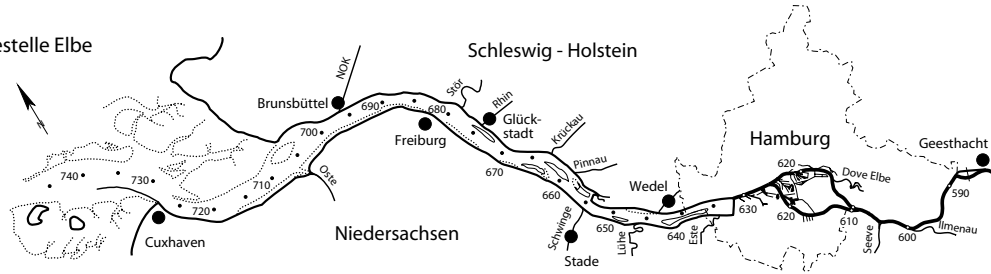 estelle Elbe
Schleswig - Holstein
NOK
Stör
Brunsbüttel
690
680
Rhin
Glück-
stadt
700
Freiburg
Krückau
Hamburg
Geesthacht
740
730
710
Oste
670
Pinnau
660
Wedel
620
Dove Elbe
590
720
630
620
610
Cuxhaven
Niedersachsen
Schwinge
650
Lühe
640
Este
Seeve
600
Ilmenau
Stade
N